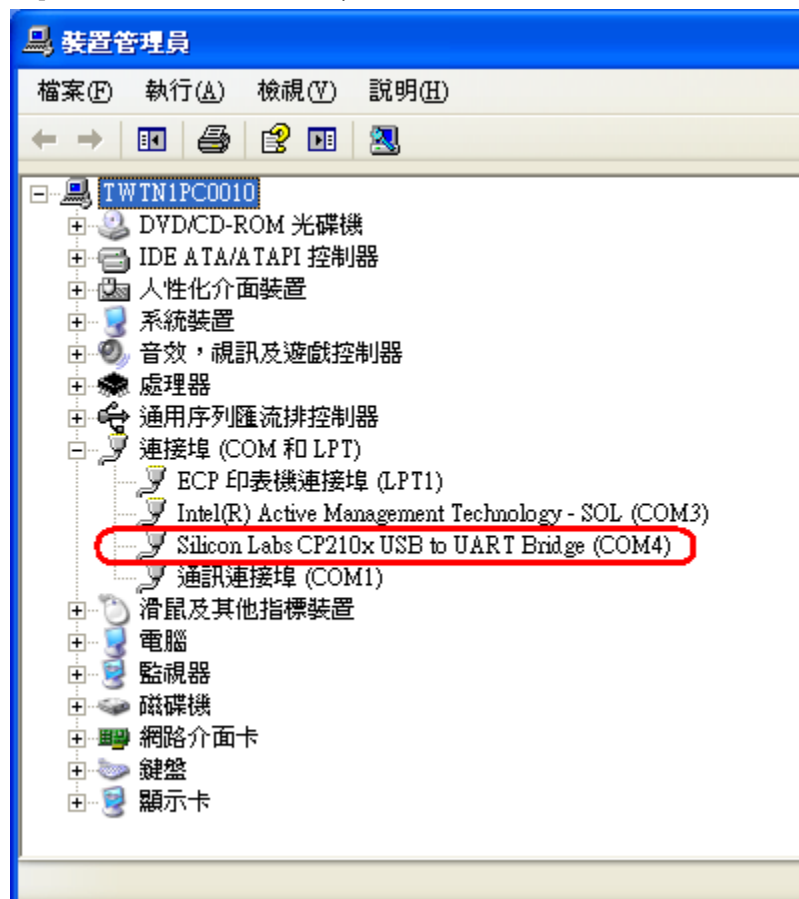 裝置管理員
檔案(F) 執行(A) 檢視(V) 說明(H)
TWTN1PC0010
DVD/CD-ROM 光碟機
IDE ATA/ATAPI 控制器
人性化介面裝置
系統裝置
音效，視訊及遊戲控制器
處理器
通用序列匯流排控制器
連接埠 (COM 和 LPT)
ECP 印表機連接埠 (LPT1)
Intel(R) Active Management Technology - SOL (COM3)
Silicon Labs CP210x USB to UART Bridge (COM4)
通訊連接埠 (COM1)
滑鼠及其他指標裝置
電腦
監視器
磁碟機
網路介面卡
鍵盤
顯示卡